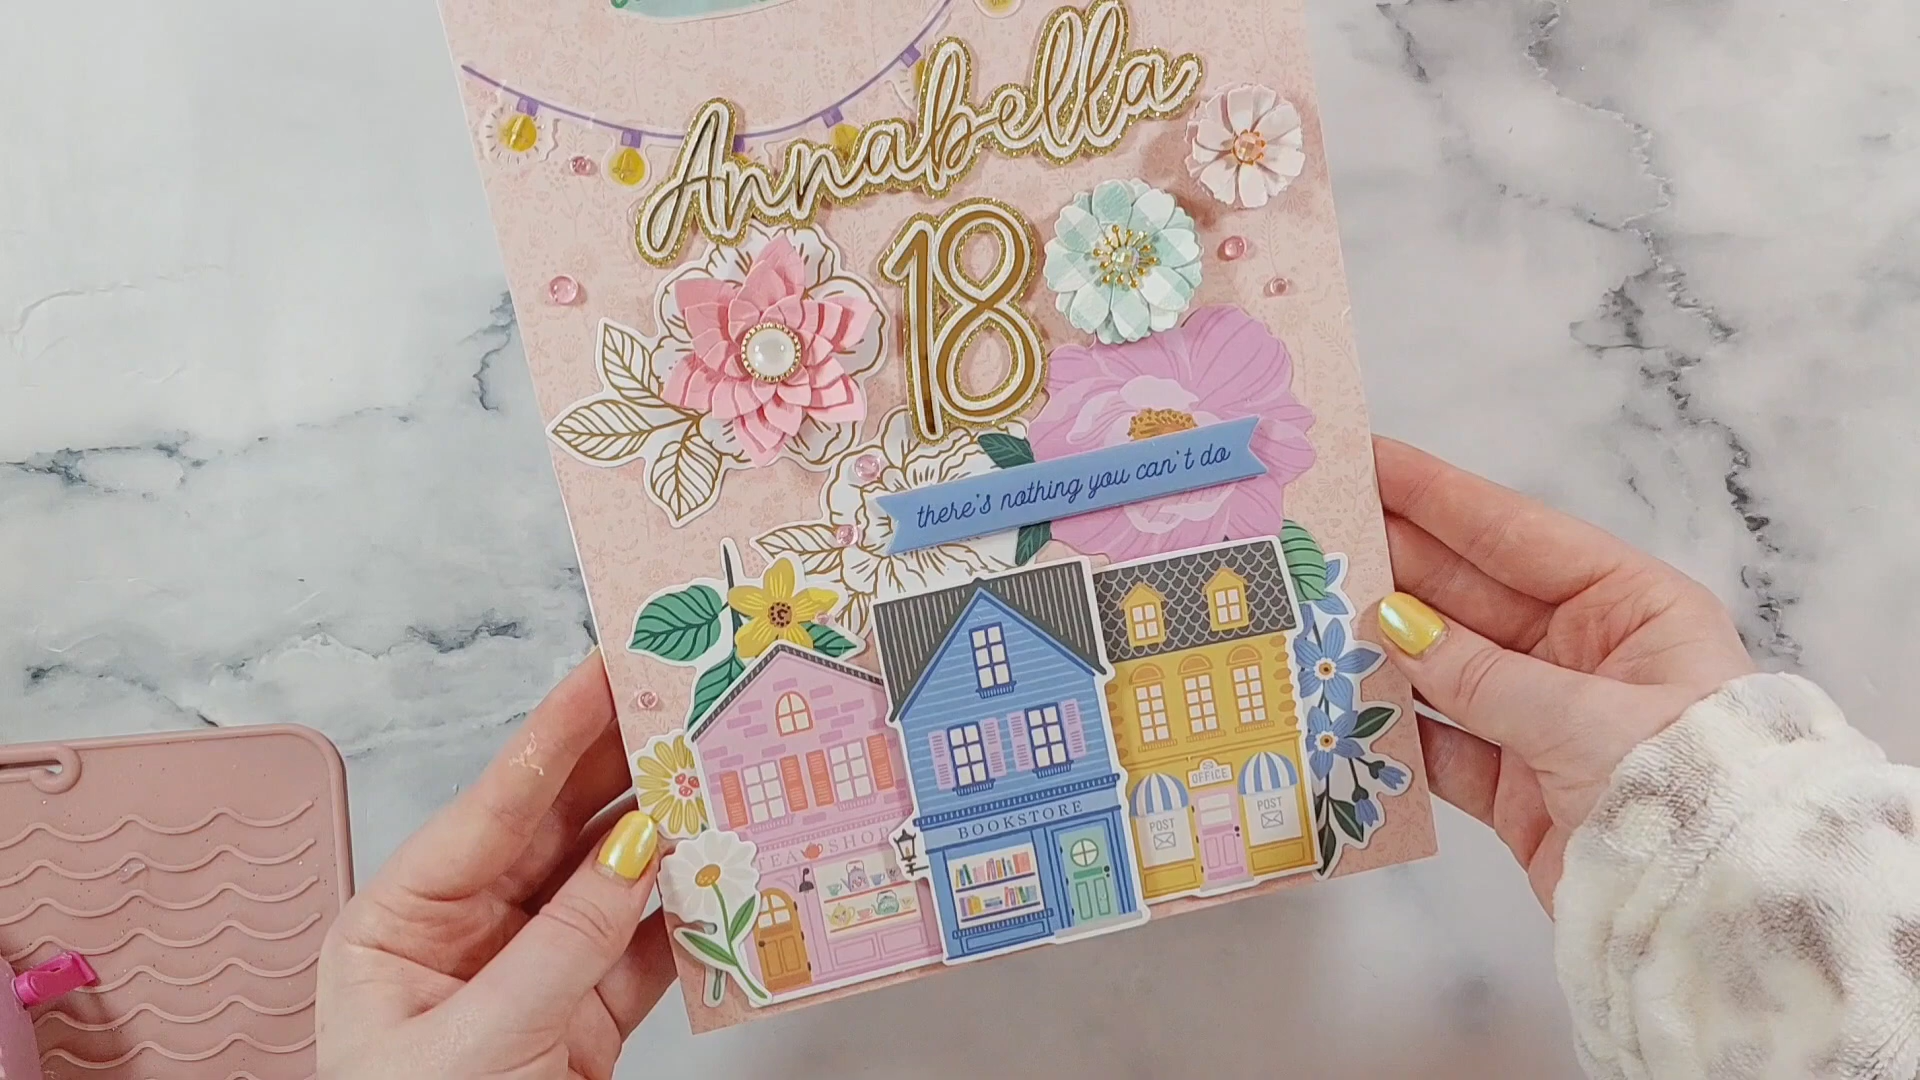 Annabella
18
there's nothing you can't do
TEA SHOP
BOOKSTORE
OFFICE
POST
POST